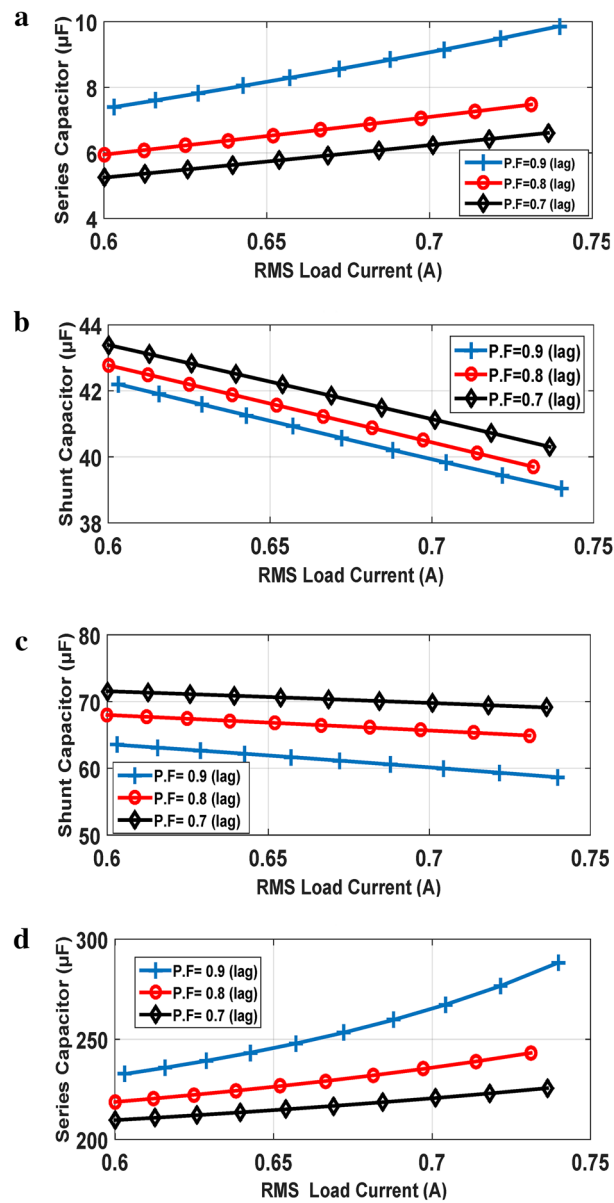 a
Series Capacitor (µF)
10
8
6
4
P.F=0.9 (lag)
P.F=0.8 (lag)
P.F=0.7 (lag)
0.6
0.65
0.7
0.75
RMS Load Current (A)
b
Shunt Capacitor (µF)
44
42
40
38
P.F=0.9 (lag)
P.F=0.8 (lag)
P.F=0.7 (lag)
0.6
0.65
0.7
0.75
RMS Load Current (A)
c
Shunt Capacitor (µF)
80
70
60
50
P.F= 0.9 (lag)
P.F= 0.8 (lag)
P.F= 0.7 (lag)
0.6
0.65
0.7
0.75
RMS Load Current (A)
d
Series Capacitor (µF)
300
250
200
P.F= 0.9 (lag)
P.F= 0.8 (lag)
P.F= 0.7 (lag)
0.6
0.65
0.7
0.75
RMS Load Current (A)